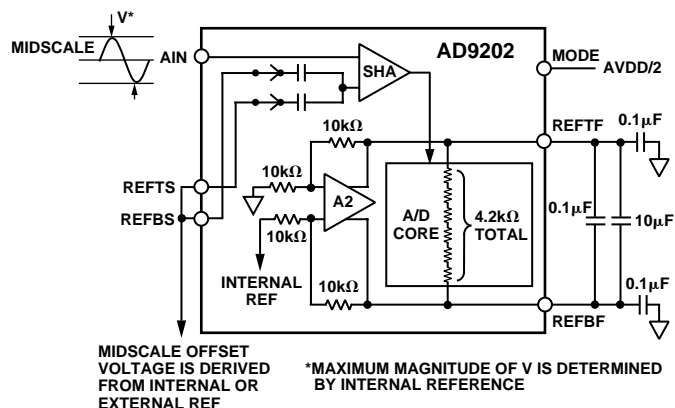 V*
MIDSCALE
AIN
SHA
AD9202
MODE
AVDD/2
10kΩ
10kΩ
REFTF
0.1µF
REFTS
REFBS
A2
10kΩ
INTERNAL
REF
10kΩ
A/D
CORE
4.2kΩ
TOTAL
0.1µF
10µF
0.1µF
REFBF
MIDSCALE OFFSET
VOLTAGE IS DERIVED
FROM INTERNAL OR
EXTERNAL REF
*MAXIMUM MAGNITUDE OF V IS DETERMINED
BY INTERNAL REFERENCE